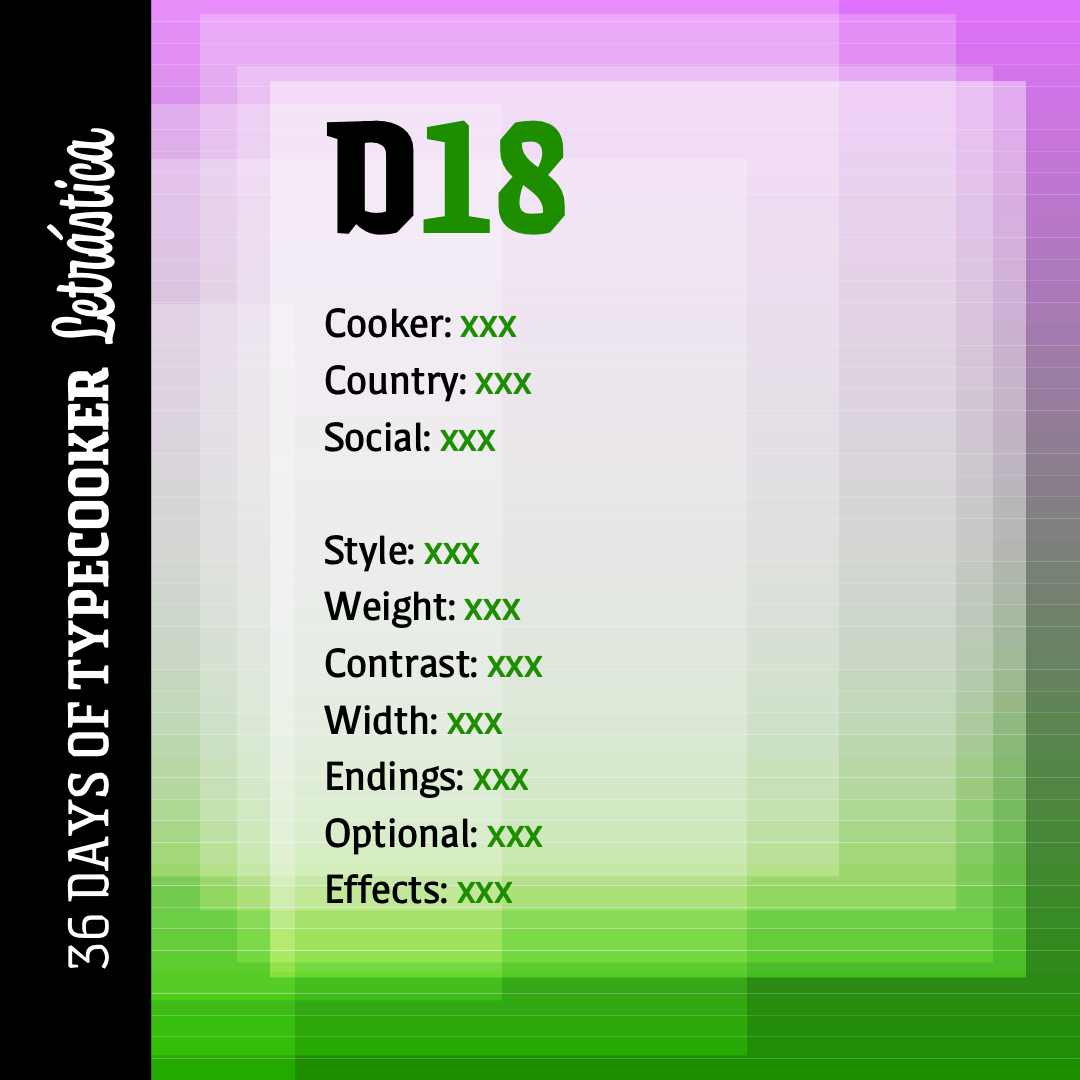 36 DAYS OF TYPECOOKER Letrástica
D18
Cooker: xxx
Country: xxx
Social: xxx
Style: xxx
Weight: xxx
Contrast: xxx
Width: xxx
Endings: xxx
Optional: xxx
Effects: xxx